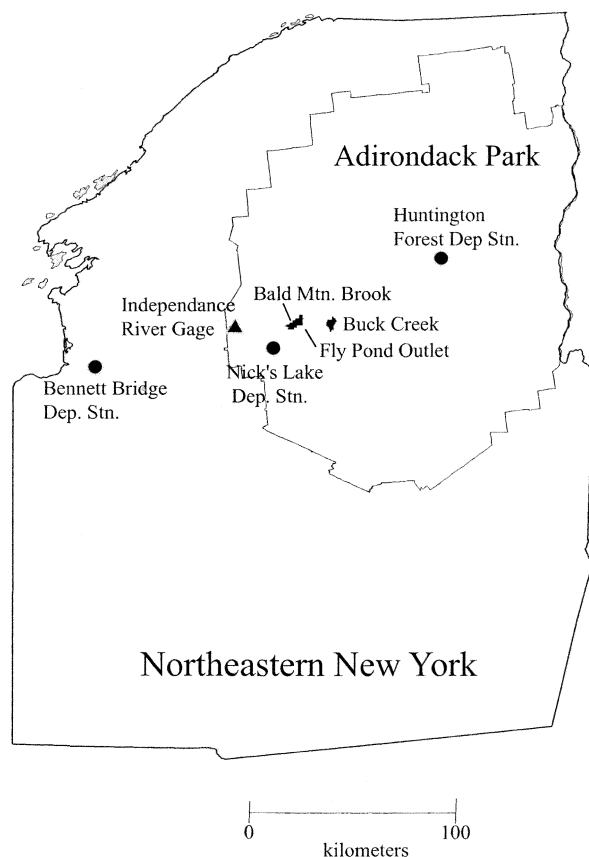 Adirondack Park
Huntington
Forest Dep Stn.
Bald Mtn. Brook
Independance
River Gage
Buck Creek
Fly Pond Outlet
Nick's Lake
Dep. Stn.
Bennett Bridge
Dep. Stn.
Northeastern New York
0 100
kilometers